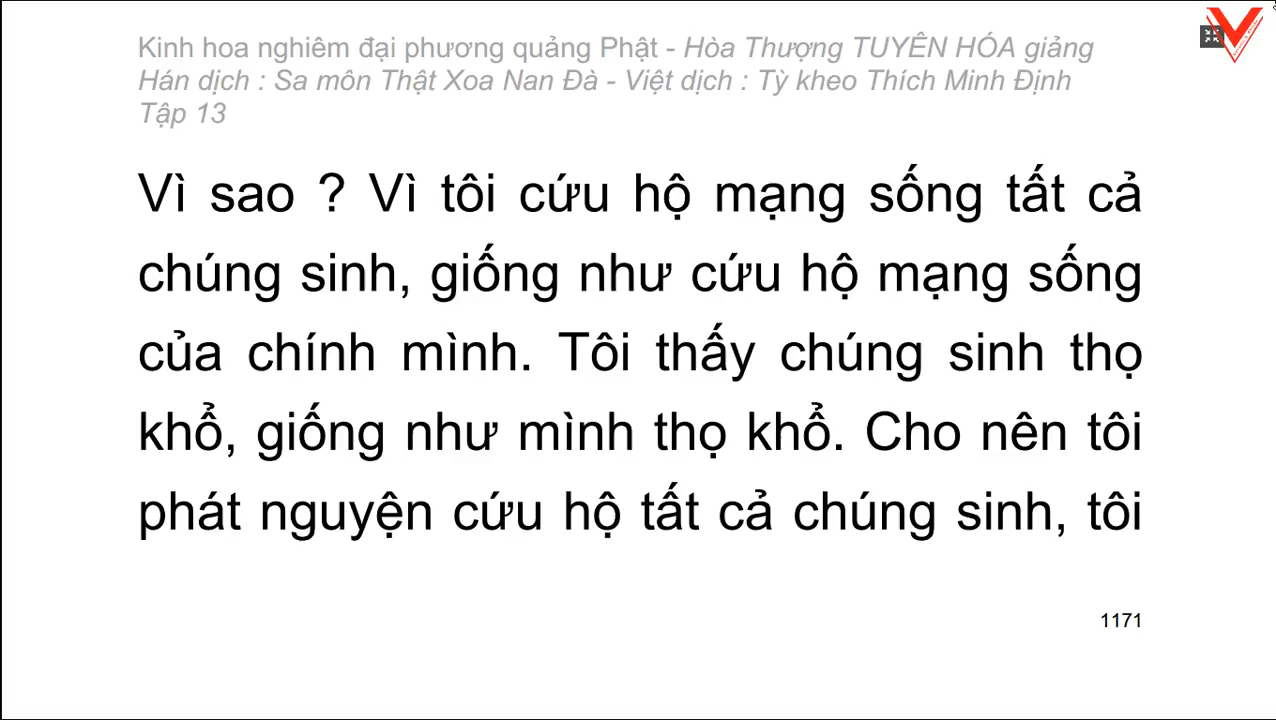 Kinh hoa nghiêm đại phương quảng Phật - Hòa Thượng TUYÊN HÓA giảng
Hán dịch : Sa môn Thật Xoa Nan Đà - Việt dịch : Tỳ kheo Thích Minh Định
Tập 13
Vì sao ? Vì tôi cứu hộ mạng sống tất cả
chúng sinh, giống như cứu hộ mạng sống
của chính mình. Tôi thấy chúng sinh thọ
khổ, giống như mình thọ khổ. Cho nên tôi
phát nguyện cứu hộ tất cả chúng sinh, tôi
1171